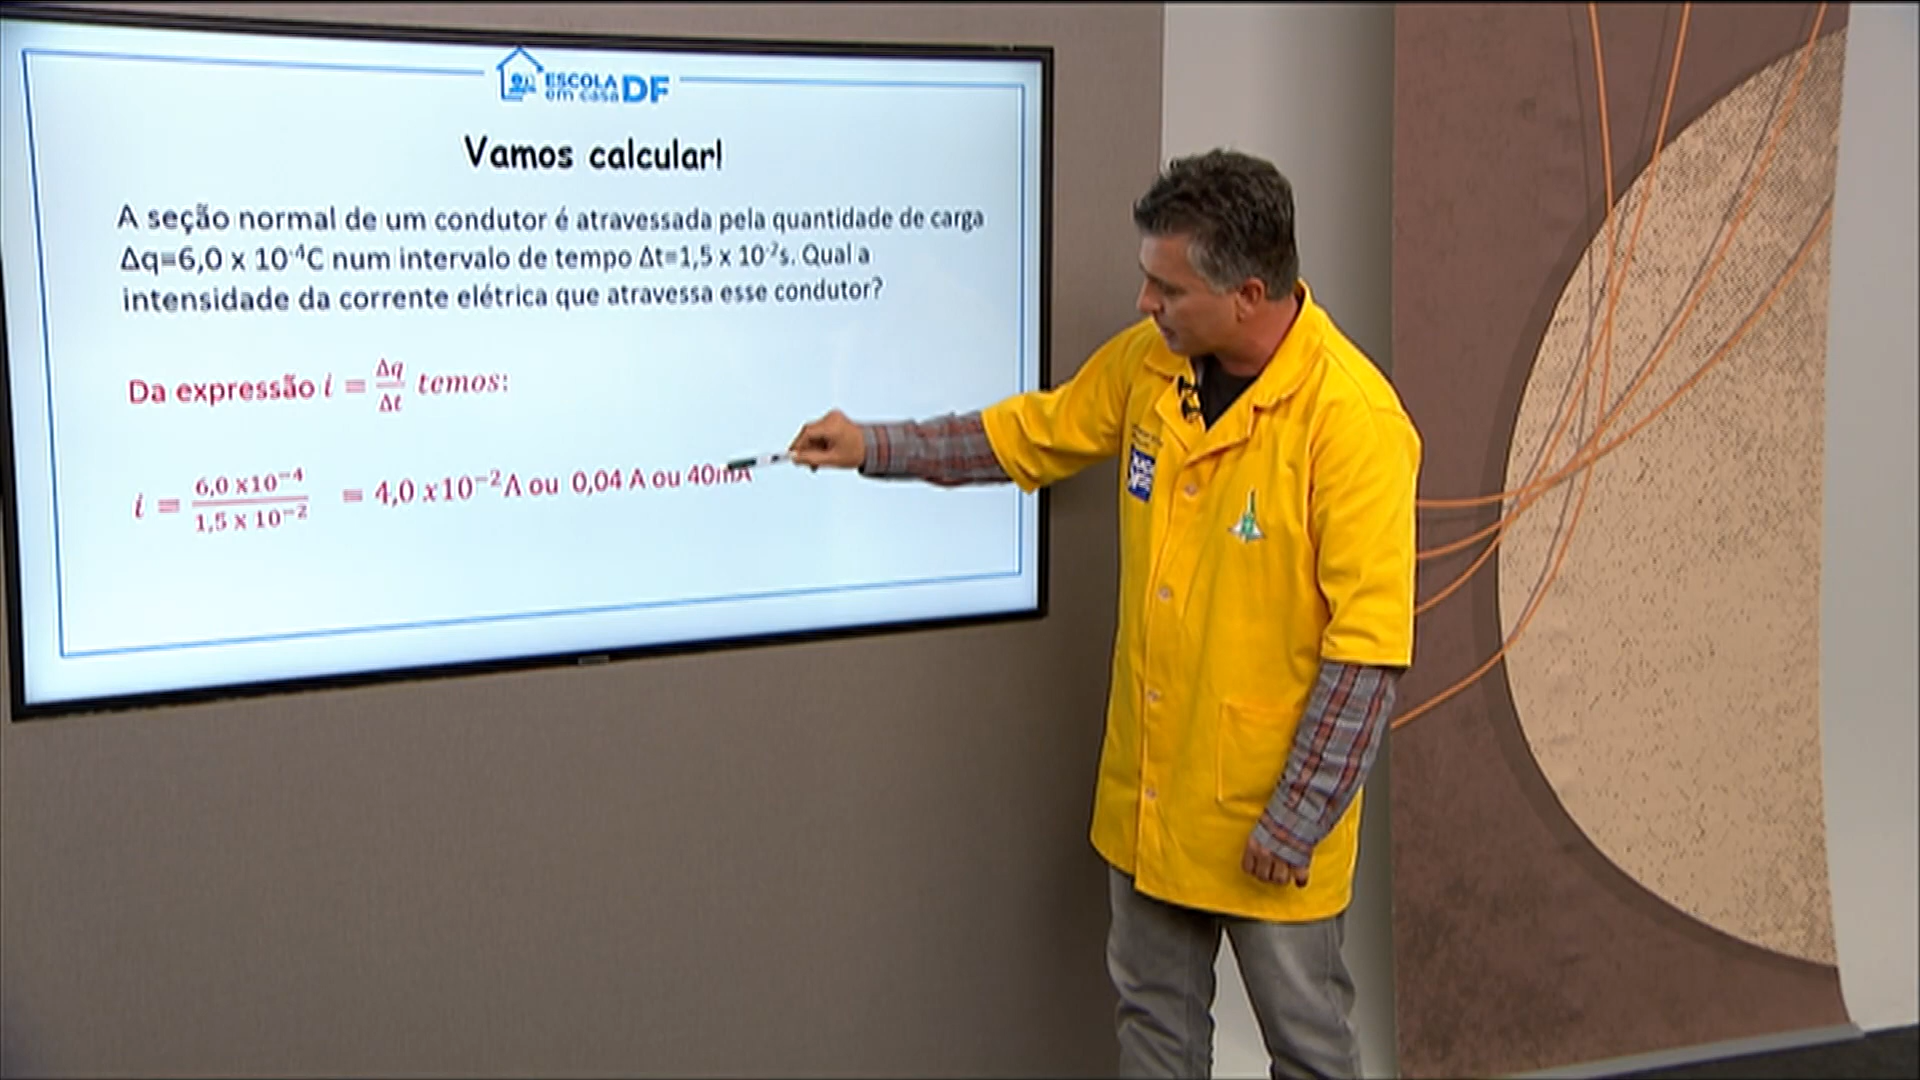 ESCOLA
em casa DF
Vamos calcular!
A seção normal de um condutor é atravessada pela quantidade de carga
Δq=6,0 x 10⁻⁴C num intervalo de tempo Δt=1,5 x 10⁻²s. Qual a
intensidade da corrente elétrica que atravessa esse condutor?
Da expressão i = Δq/Δt temos:
i = 6,0 x10⁻⁴/1,5 x 10⁻² = 4,0 x10⁻²A ou 0,04 A ou 40mA